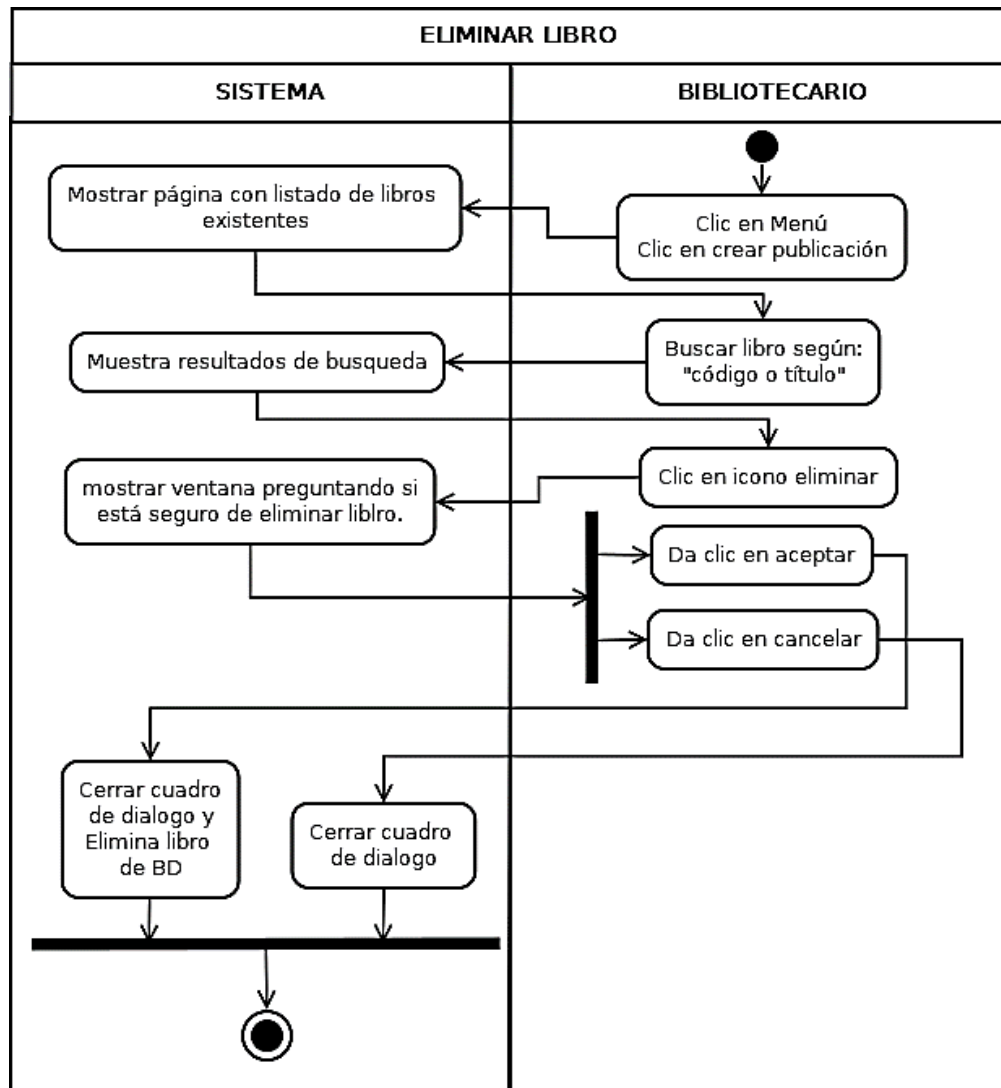 ELIMINAR LIBRO
SISTEMA
BIBLIOTECARIO
Clic en Menú
Clic en crear publicación
Mostrar página con listado de libros
existentes
Buscar libro según:
"código o título"
Muestra resultados de busqueda
Clic en icono eliminar
mostrar ventana preguntando si
está seguro de eliminar liblro.
Da clic en aceptar
Da clic en cancelar
Cerrar cuadro
de dialogo y
Elimina libro
de BD
Cerrar cuadro
de dialogo